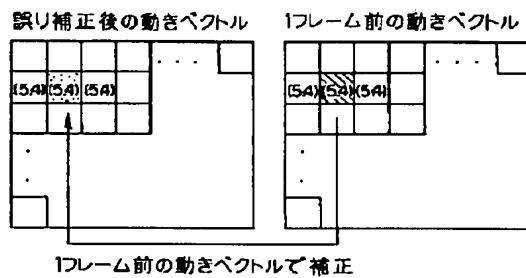 誤り補正後の動きベクトル
1フレーム前の動きベクトル
(5,4) (5,4) (5,4)
(5,4) (5,4) (5,4)
1フレーム前の動きベクトルで補正